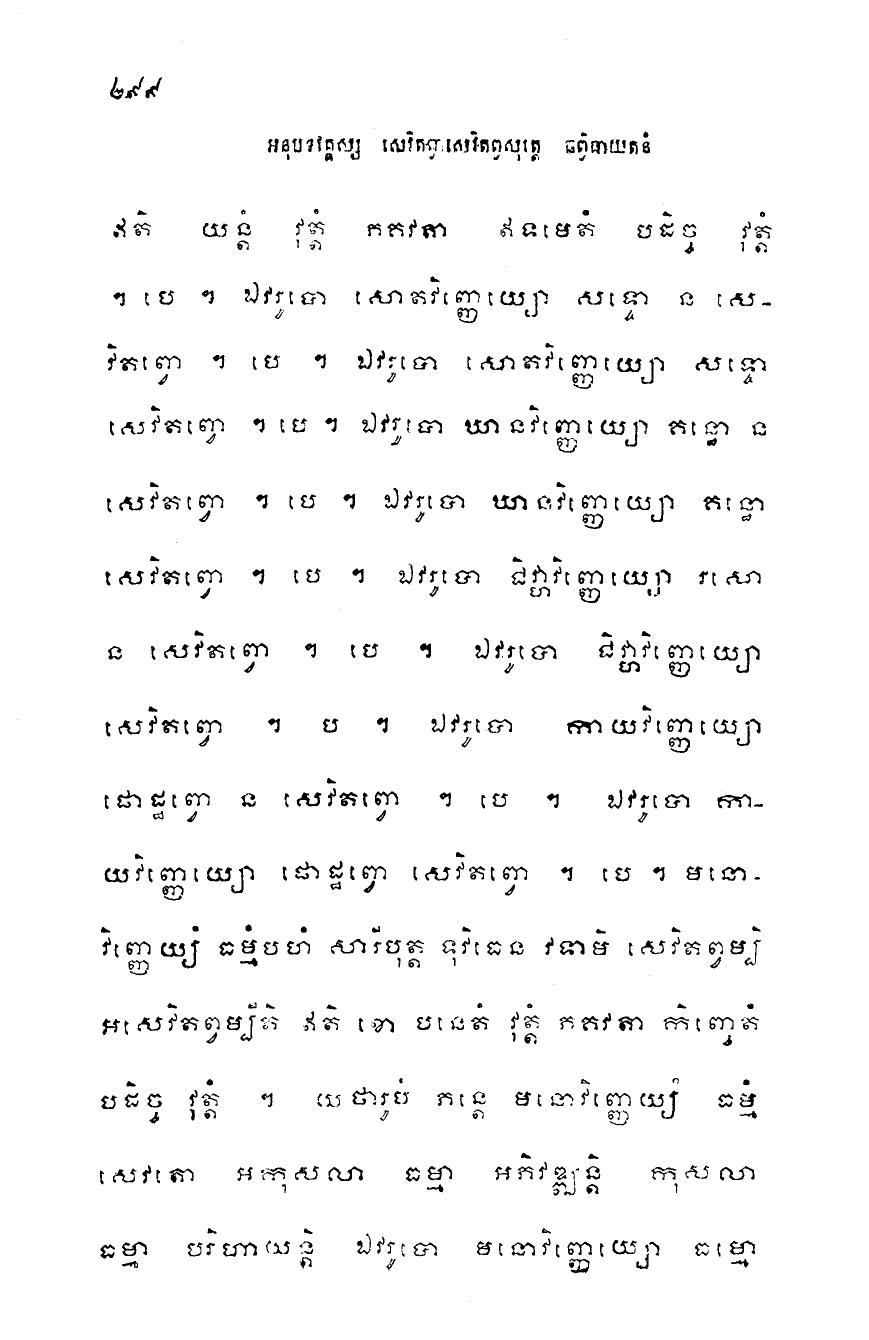 ២៩៩
អនុបទវគ្គស្ស សេវិតព្វាសេវិតព្វសុត្តេ ឆព្វិធាយតនំ
ឥតិ យន្តំ វុត្តំ ភគវតា ឥទមេតំ បដិច្ច វុត្តំ
។ បេ ។ ឯវរូបោ សោតវិញ្ញេយ្យោ សទ្ទោ ន សេ-
វិតព្វោ ។ បេ ។ ឯវរូបោ សោតវិញ្ញេយ្យោ សទ្ទោ
សេវិតព្វោ ។ បេ ។ ឯវរូបោ ឃានវិញ្ញេយ្យោ គន្ធោ ន
សេវិតព្វោ ។ បេ ។ ឯវរូបោ ឃានវិញ្ញេយ្យោ គន្ធោ
សេវិតព្វោ ។ បេ ។ ឯវរូបោ ជិវ្ហាវិញ្ញេយ្យោ រសោ
ន សេវិតព្វោ ។ បេ ។ ឯវរូបោ ជិវ្ហាវិញ្ញេយ្យោ
សេវិតព្វោ ។ ប ។ ឯវរូបោ កាយវិញ្ញេយ្យោ
ផោដ្ឋព្វោ ន សេវិតព្វោ ។ បេ ។ ឯវរូបោ កា-
យវិញ្ញេយ្យោ ផោដ្ឋព្វោ សេវិតព្វោ ។ បេ ។ មនោ-
វិញ្ញេយ្យំ ធម្មំបហំ សារីបុត្ត ទុវិធេន វទាមិ សេវិតព្វម្បិ
អសេវិតព្វម្បីតិ ឥតិ ខោ បនេតំ វុត្តំ ភគវតា កិញ្ចេតំ
បដិច្ច វុត្តំ ។ យថារូបំ ភន្តេ មនោវិញ្ញេយ្យំ ធម្មំ
សេវតោ អកុសលា ធម្មា អភិវឌ្ឍន្តិ កុសលា
ធម្មា បរិហាយន្តិ ឯវរូបោ មនោវិញ្ញេយ្យោ ធម្មោ